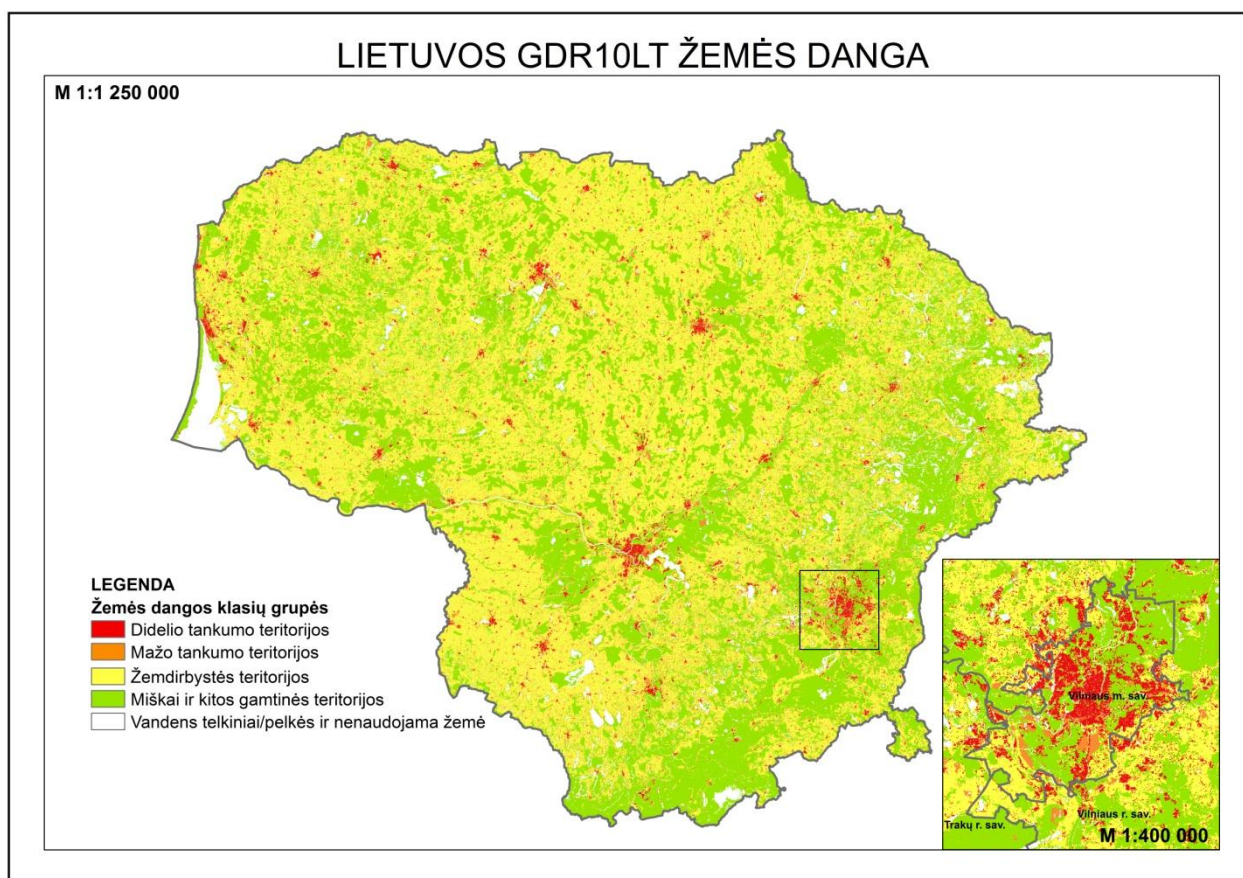 LIETUVOS GDR10LT ŽEMĖS DANGA
M 1:1 250 000
LEGENDA
Žemės dangos klasių grupės
Didelio tankumo teritorijos
Mažo tankumo teritorijos
Žemdirbystės teritorijos
Miškai ir kitos gamtinės teritorijos
Vandens telkiniai/pelkės ir nenaudojama žemė
Vilniaus m. sav.
Vilniaus r. sav.
Trakų r. sav.
M 1:400 000